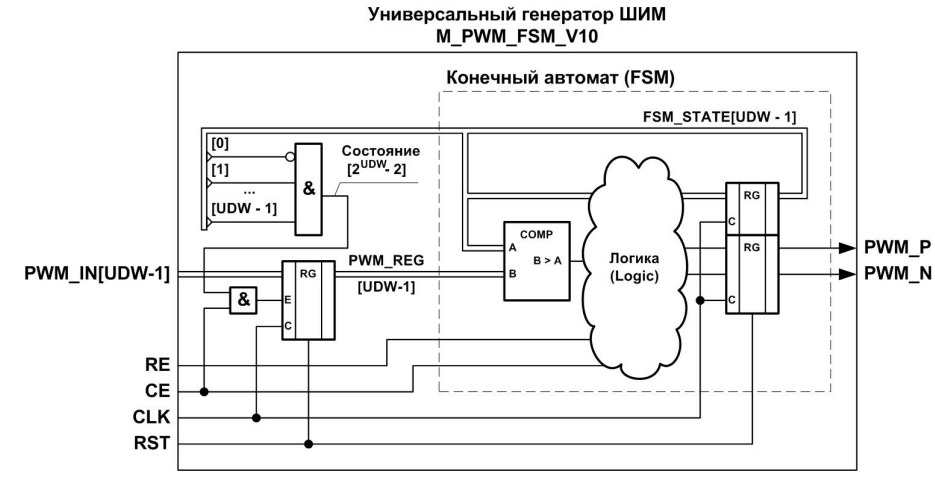 Универсальный генератор ШИМ
M_PWM_FSM_V10
Конечный автомат (FSM)
FSM_STATE[UDW - 1]
[0]
[1]
...
[UDW - 1]
&
Состояние
[2^UDW - 2]
RG
C
COMP
A
B > A
B
Логика
(Logic)
RG
C
PWM_P
PWM_N
PWM_IN[UDW-1]
PWM_REG
[UDW-1]
RG
E
C
&
RE
CE
CLK
RST